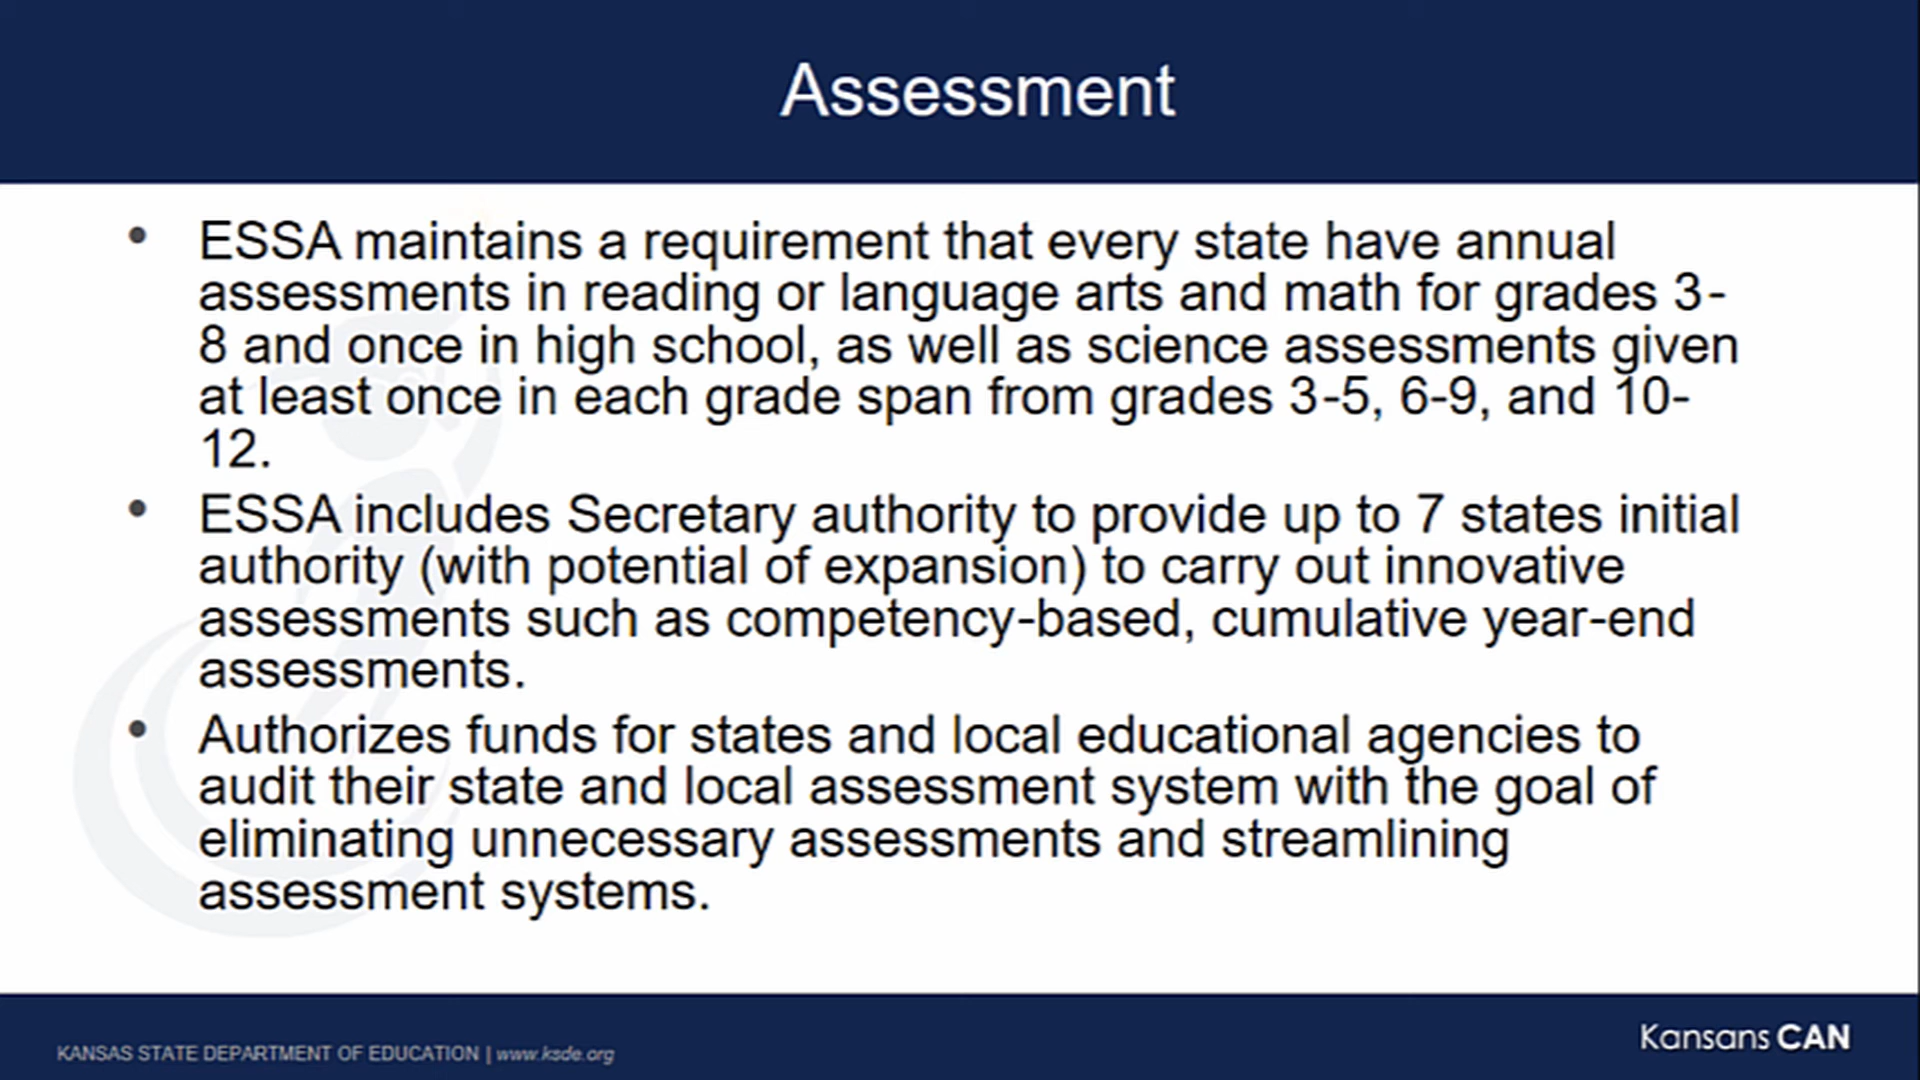 Assessment
• ESSA maintains a requirement that every state have annual
assessments in reading or language arts and math for grades 3-
8 and once in high school, as well as science assessments given
at least once in each grade span from grades 3-5, 6-9, and 10-
12.
• ESSA includes Secretary authority to provide up to 7 states initial
authority (with potential of expansion) to carry out innovative
assessments such as competency-based, cumulative year-end
assessments.
• Authorizes funds for states and local educational agencies to
audit their state and local assessment system with the goal of
eliminating unnecessary assessments and streamlining
assessment systems.
KANSAS STATE DEPARTMENT OF EDUCATION | www.ksde.org
Kansans CAN